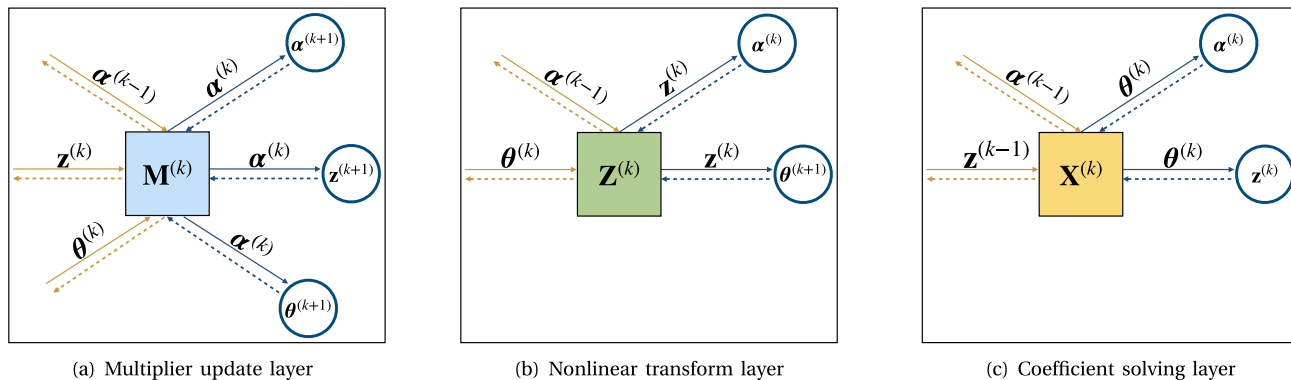 α(k+1)
α(k-1)
α(k)
z(k)
M(k)
α(k)
z(k+1)
θ(k)
α(k)
θ(k+1)
(a) Multiplier update layer
α(k)
α(k-1)
z(k)
θ(k)
Z(k)
z(k)
θ(k+1)
(b) Nonlinear transform layer
α(k)
α(k-1)
θ(k)
z(k-1)
X(k)
θ(k)
z(k)
(c) Coefficient solving layer